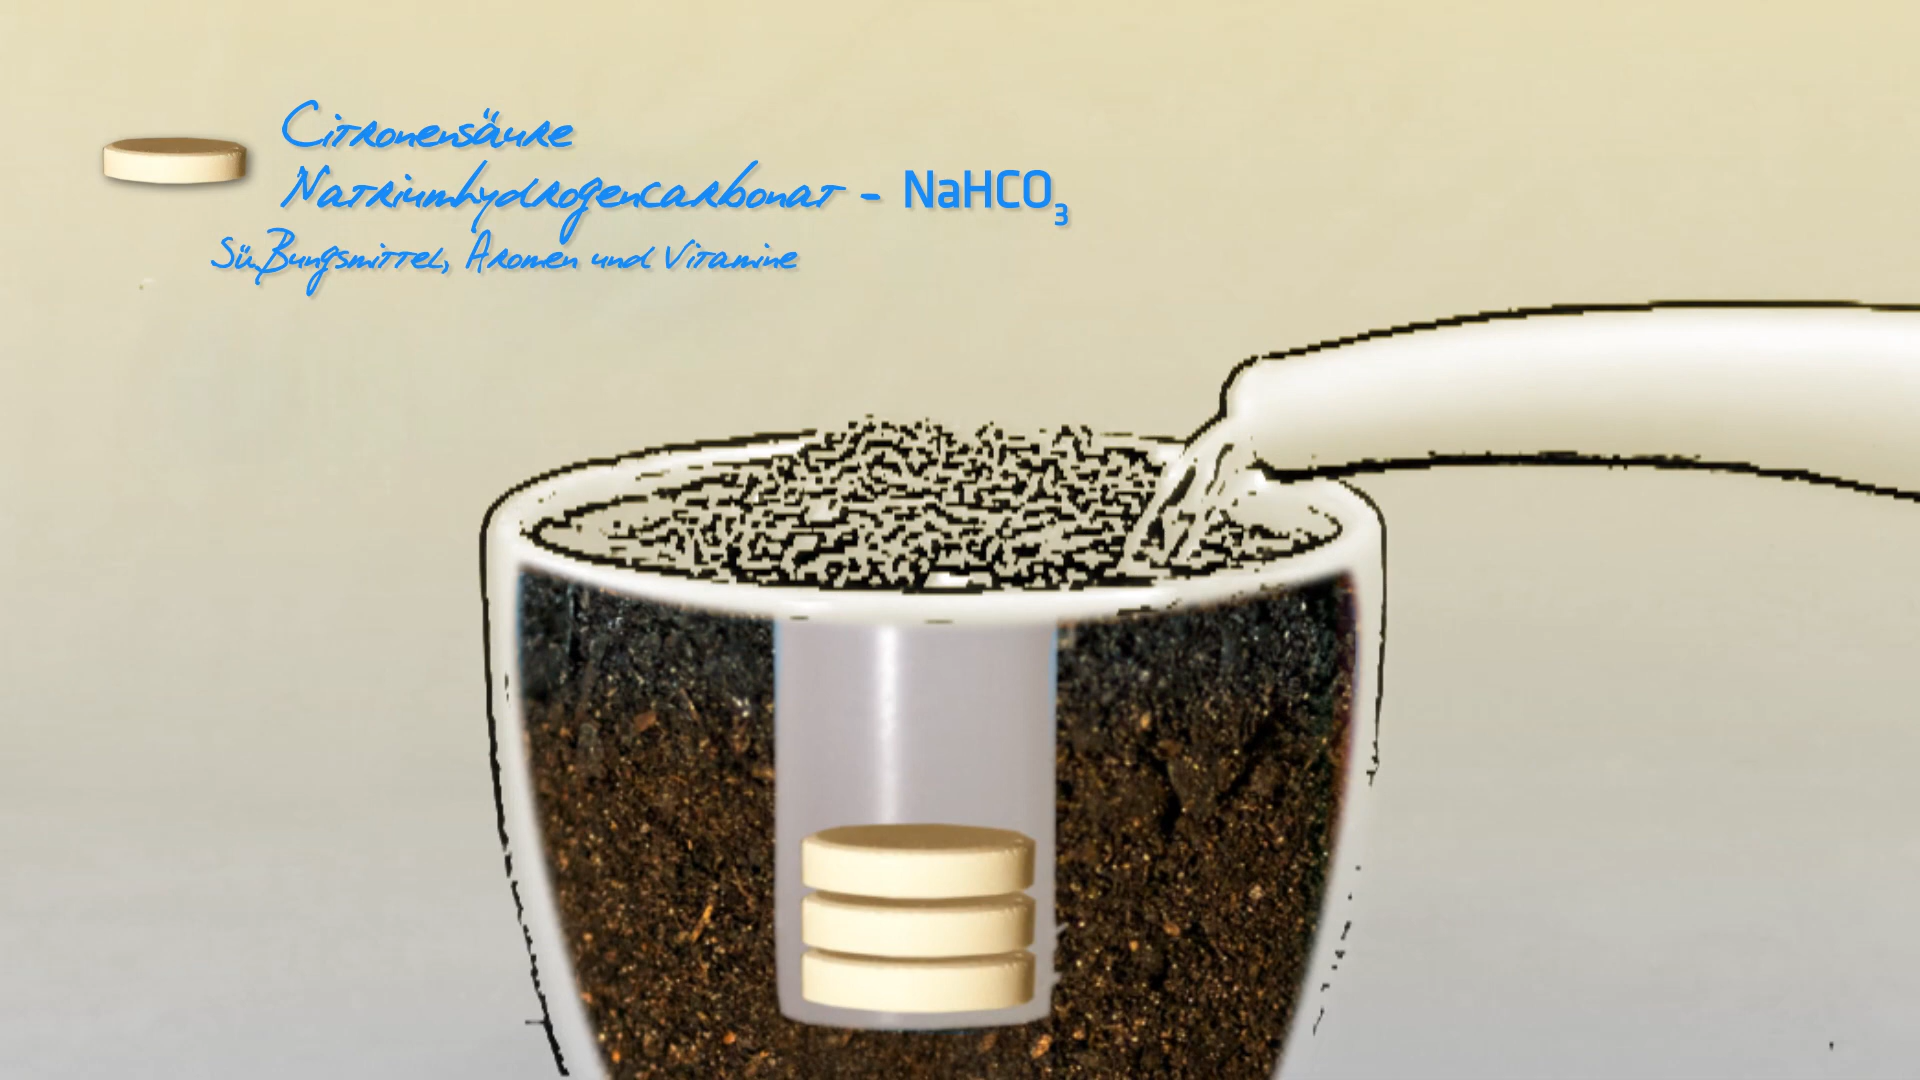 Citronensäure
Natriumhydrogencarbonat - NaHCO₃
Süßungsmittel, Aromen und Vitamine